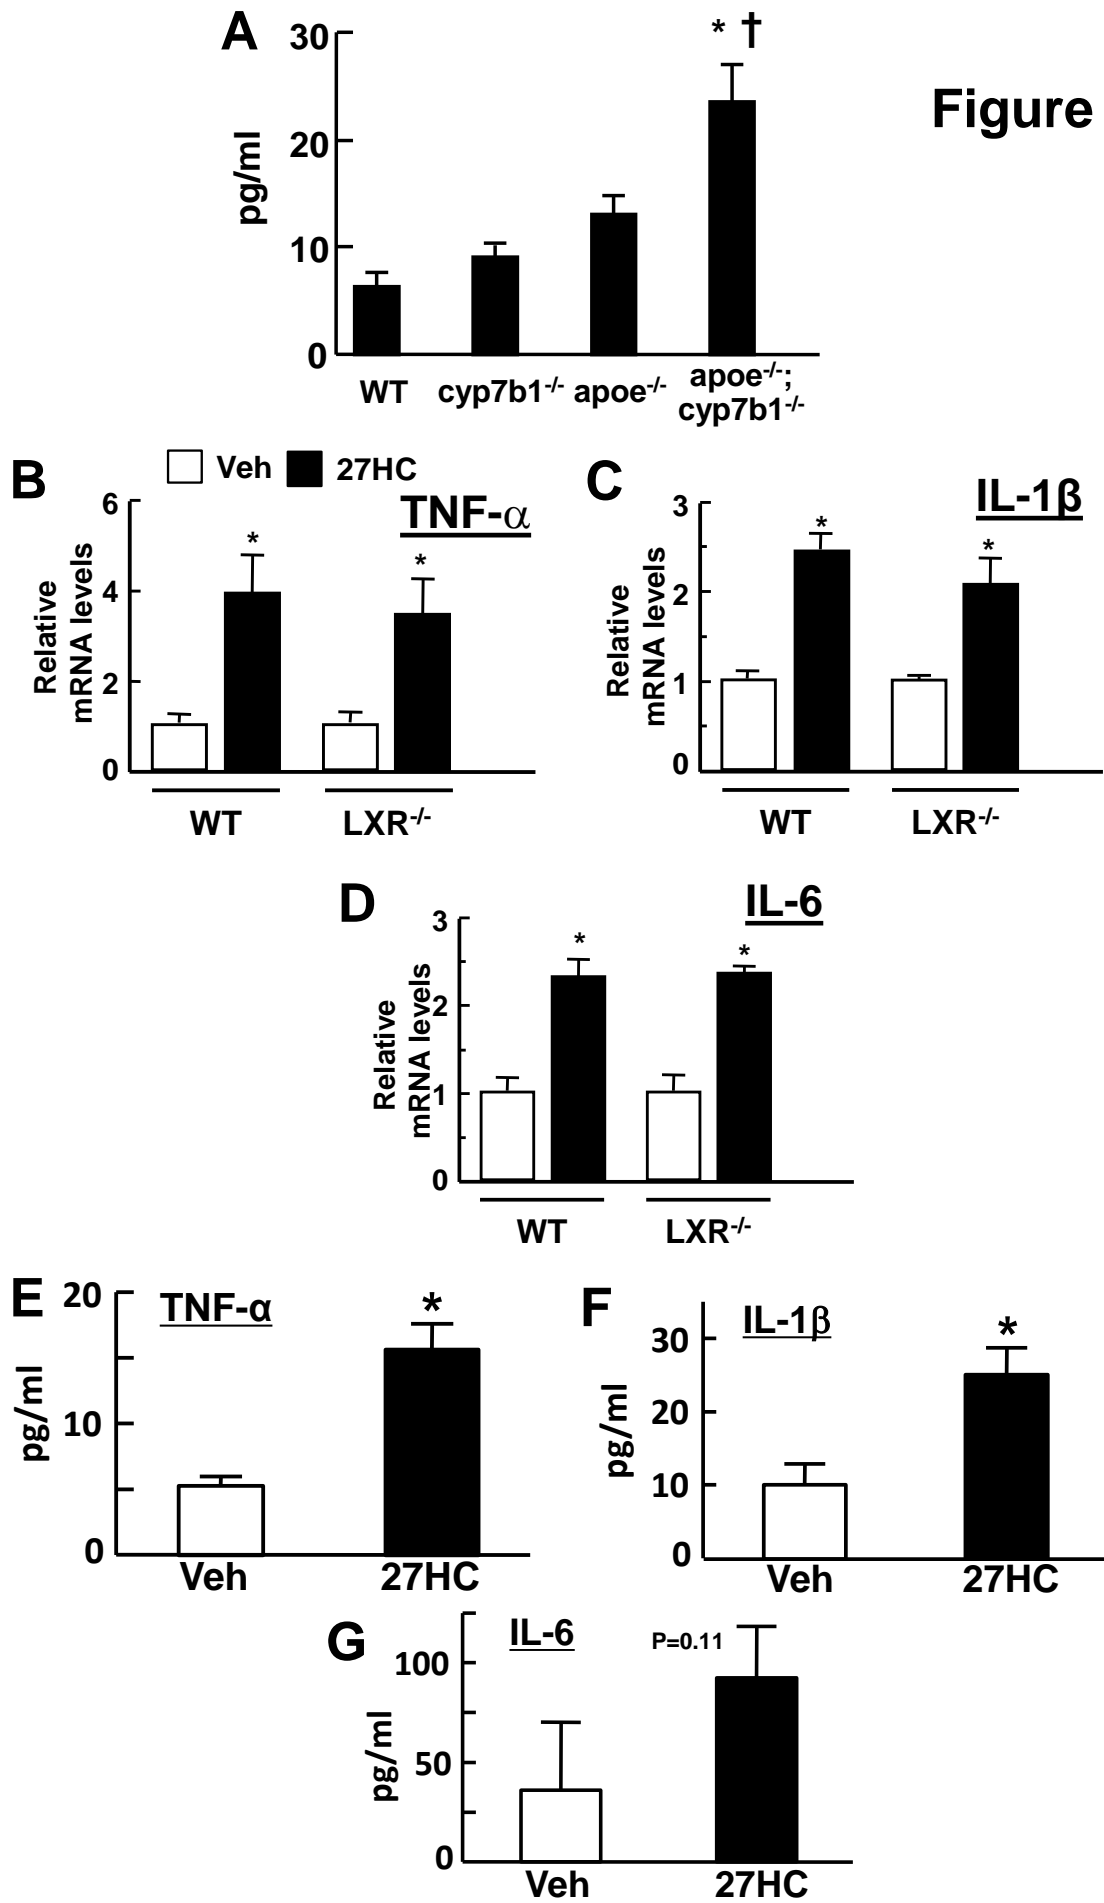 A
30
20
10
0
pg/ml
* †
WT
cyp7b1-/-
apoe-/-
apoe-/-;
cyp7b1-/-
Figure
Veh
27HC
B
TNF-α
6
4
2
0
Relative
mRNA levels
*
*
WT
LXR-/-
C
IL-1β
3
2
1
0
Relative
mRNA levels
*
*
WT
LXR-/-
D
IL-6
3
2
1
0
Relative
mRNA levels
*
*
WT
LXR-/-
E
TNF-α
20
10
0
pg/ml
*
Veh
27HC
F
IL-1β
30
20
10
0
pg/ml
*
Veh
27HC
G
IL-6
P=0.11
100
50
0
pg/ml
Veh
27HC